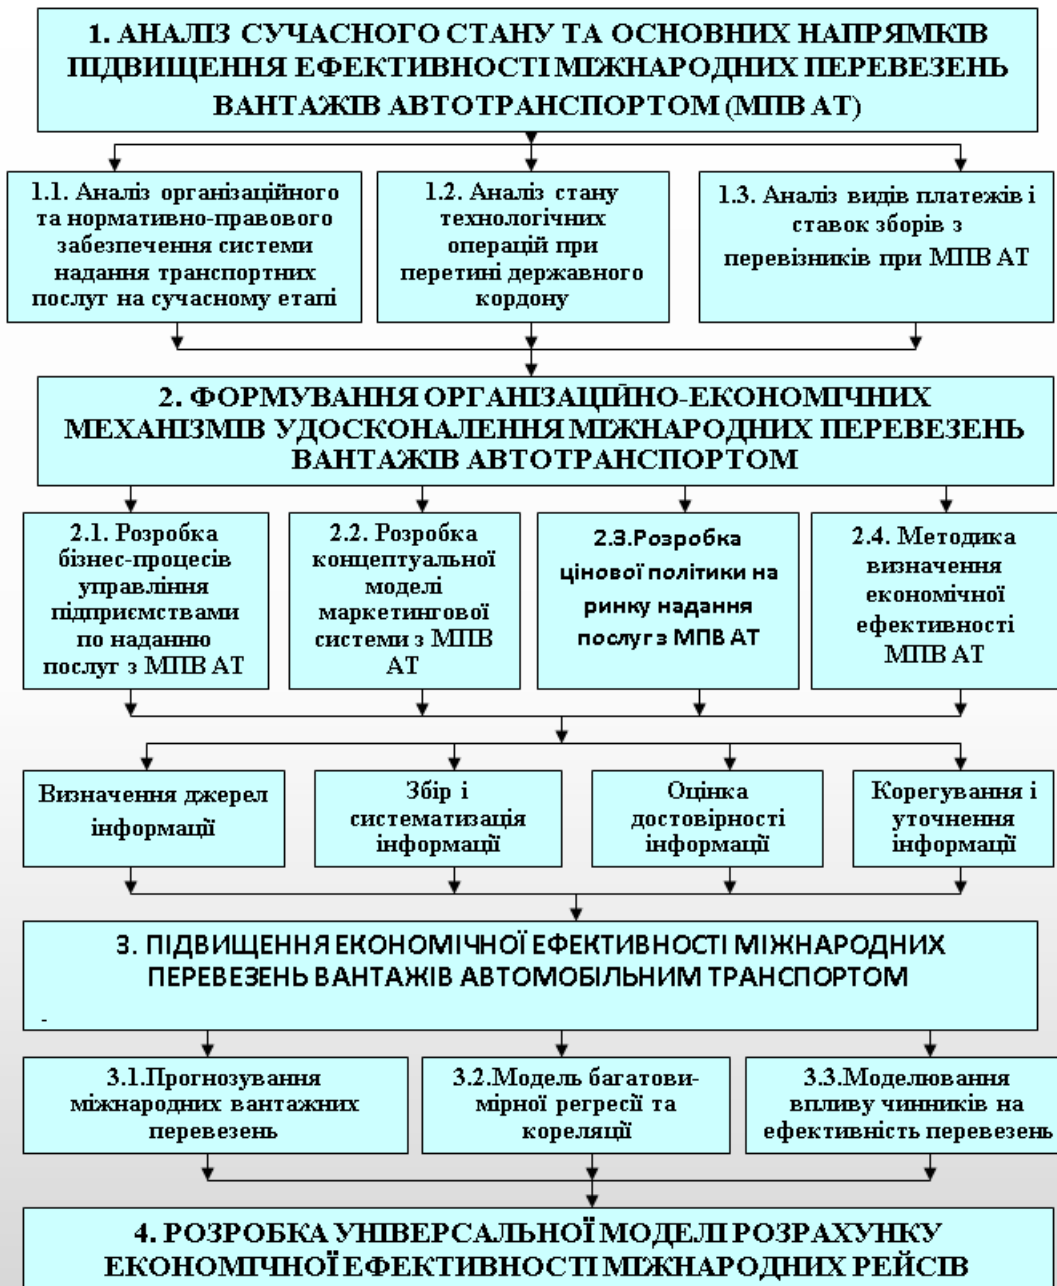 1. АНАЛІЗ СУЧАСНОГО СТАНУ ТА ОСНОВНИХ НАПРЯМКІВ
ПІДВИЩЕННЯ ЕФЕКТИВНОСТІ МІЖНАРОДНИХ ПЕРЕВЕЗЕНЬ
ВАНТАЖІВ АВТОТРАНСПОРТОМ (МПВ АТ)
1.1. Аналіз організаційного
та нормативно-правового
забезпечення системи
надання транспортних
послуг на сучасному етапі
1.2. Аналіз стану
технологічних
операцій при
перетині державного
кордону
1.3. Аналіз видів платежів і
ставок зборів з
перевізників при МПВ АТ
2. ФОРМУВАННЯ ОРГАНІЗАЦІЙНО-ЕКОНОМІЧНИХ
МЕХАНІЗМІВ УДОСКОНАЛЕННЯ МІЖНАРОДНИХ ПЕРЕВЕЗЕНЬ
ВАНТАЖІВ АВТОТРАНСПОРТОМ
2.1. Розробка
бізнес-процесів
управління
підприємствами
по наданню
послуг з МПВ АТ
2.2. Розробка
концептуальної
моделі
маркетингової
системи з МПВ
АТ
2.3.Розробка
цінової політики на
ринку надання
послуг з МПВ АТ
2.4. Методика
визначення
економічної
ефективності
МПВ АТ
Визначення джерел
інформації
Збір і
систематизація
інформації
Оцінка
достовірності
інформації
Корегування і
уточнення
інформації
3. ПІДВИЩЕННЯ ЕКОНОМІЧНОЇ ЕФЕКТИВНОСТІ МІЖНАРОДНИХ
ПЕРЕВЕЗЕНЬ ВАНТАЖІВ АВТОМОБІЛЬНИМ ТРАНСПОРТОМ
-
3.1.Прогнозування
міжнародних вантажних
перевезень
3.2.Модель багатови-
мірної регресії та
кореляції
3.3.Моделювання
впливу чинників на
ефективність перевезень
4. РОЗРОБКА УНІВЕРСАЛЬНОЇ МОДЕЛІ РОЗРАХУНКУ
ЕКОНОМІЧНОЇ ЕФЕКТИВНОСТІ МІЖНАРОДНИХ РЕЙСІВ